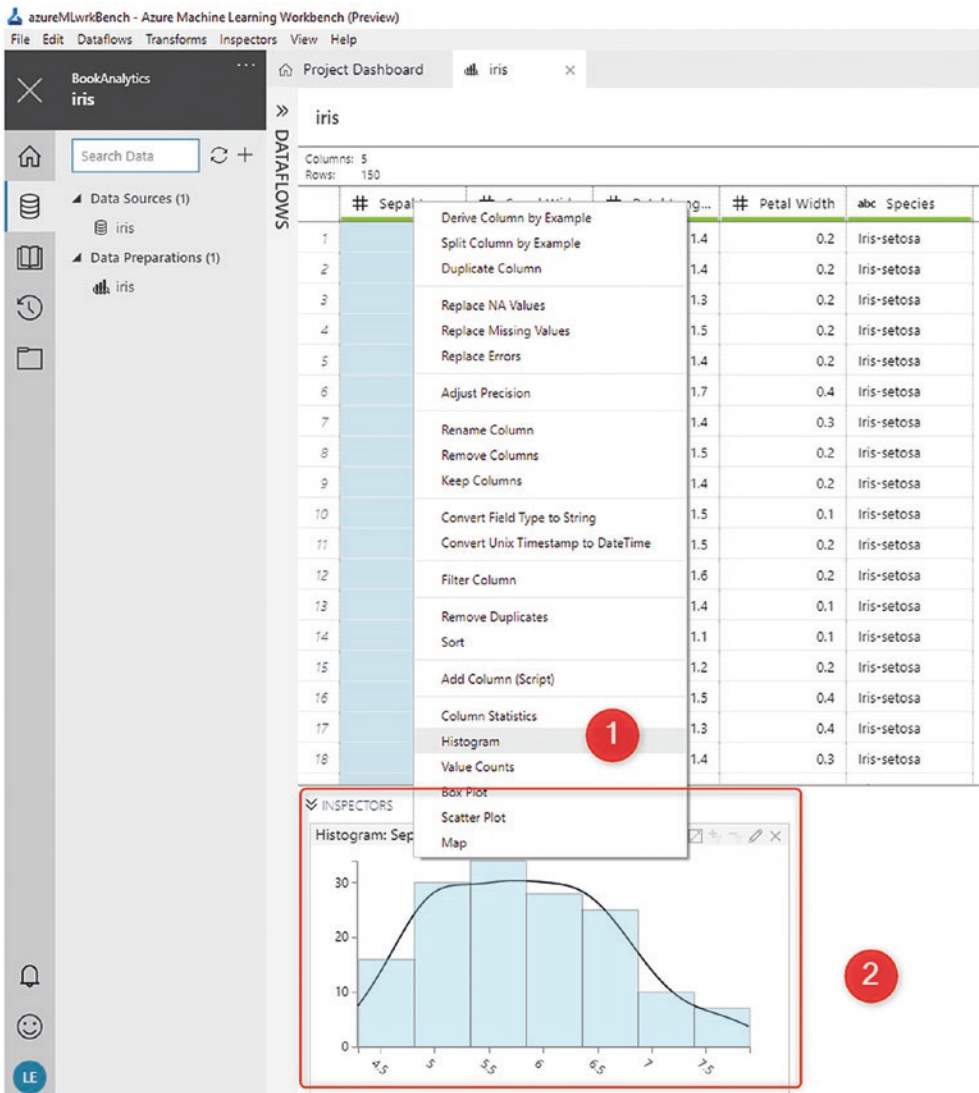 azureMLwrkBench - Azure Machine Learning Workbench (Preview)
File Edit Dataflows Transforms Inspectors View Help
BookAnalytics
iris
...
Project Dashboard
iris
Search Data
Data Sources (1)
iris
Data Preparations (1)
iris
DATAFLOWS
iris
Columns: 5
Rows: 150
# Sepal # # # Petal Width abc Species
1 1.4 0.2 Iris-setosa
2 1.4 0.2 Iris-setosa
3 1.3 0.2 Iris-setosa
4 1.5 0.2 Iris-setosa
5 1.4 0.2 Iris-setosa
6 1.7 0.4 Iris-setosa
7 1.4 0.3 Iris-setosa
8 1.5 0.2 Iris-setosa
9 1.4 0.2 Iris-setosa
10 1.5 0.1 Iris-setosa
11 1.5 0.2 Iris-setosa
12 1.6 0.2 Iris-setosa
13 1.4 0.1 Iris-setosa
14 1.1 0.1 Iris-setosa
15 1.2 0.2 Iris-setosa
16 1.5 0.4 Iris-setosa
17 1.3 0.4 Iris-setosa
18 1.4 0.3 Iris-setosa
Derive Column by Example
Split Column by Example
Duplicate Column
Replace NA Values
Replace Missing Values
Replace Errors
Adjust Precision
Rename Column
Remove Columns
Keep Columns
Convert Field Type to String
Convert Unix Timestamp to DateTime
Filter Column
Remove Duplicates
Sort
Add Column (Script)
Column Statistics
Histogram
Value Counts
Box Plot
Scatter Plot
Map
1
INSPECTORS
Histogram: Sep
30
20
10
0
4.5 5 5.5 6 6.5 7 7.5
2
LE